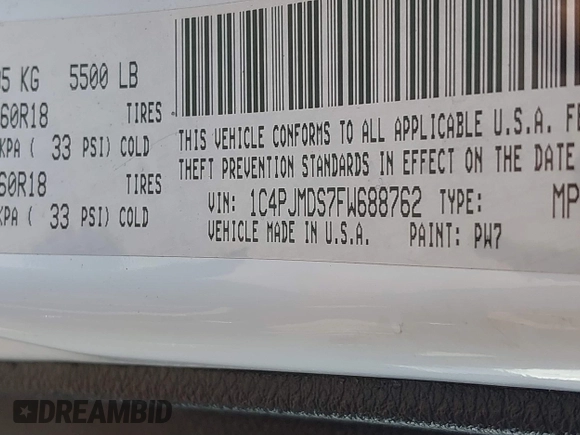 95 KG 5500 LB
60R18 TIRES
KPA ( 33 PSI) COLD
60R18 TIRES
KPA ( 33 PSI) COLD
THIS VEHICLE CONFORMS TO ALL APPLICABLE U.S.A. FE
THEFT PREVENTION STANDARDS IN EFFECT ON THE DATE
VIN: 1C4PJMDS7FW688762 TYPE: MP
VEHICLE MADE IN U.S.A. PAINT: PW7
DREAMBID